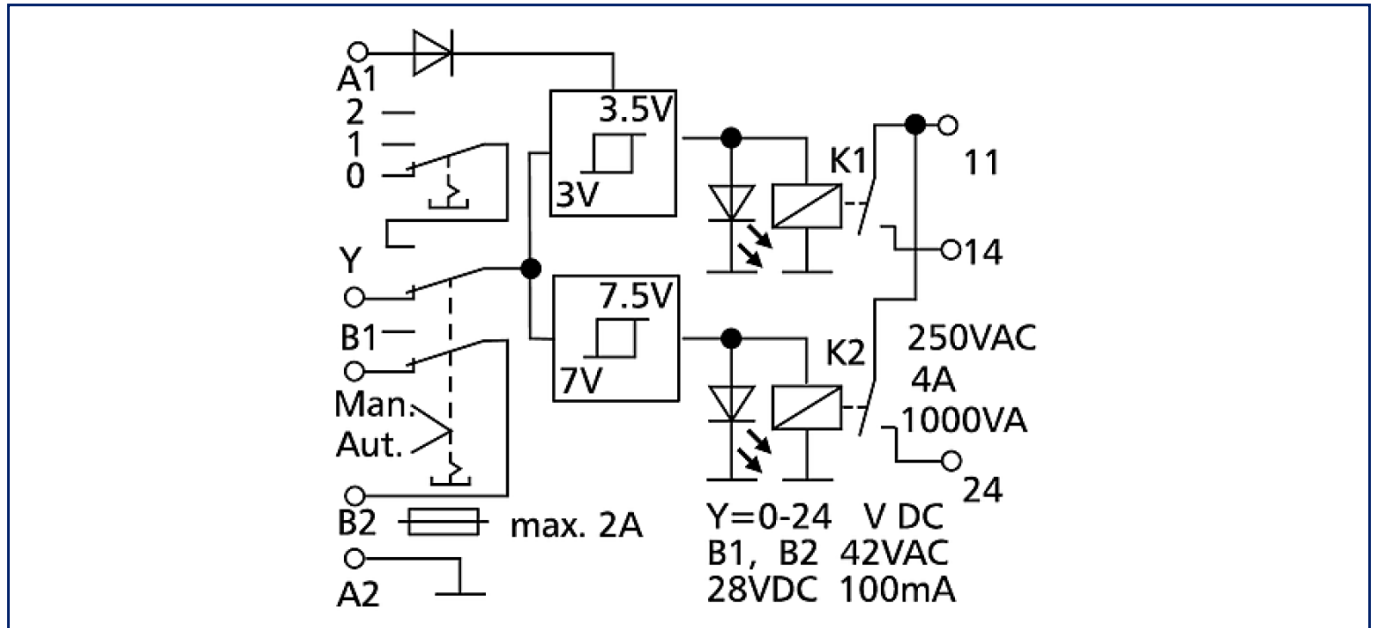 A1
2
1
0
Y
B1
Man.
Aut.
B2
max. 2A
A2
3.5V
3V
7.5V
7V
K1
11
14
K2
250VAC
4A
1000VA
24
Y=0-24 V DC
B1, B2 42VAC
28VDC 100mA